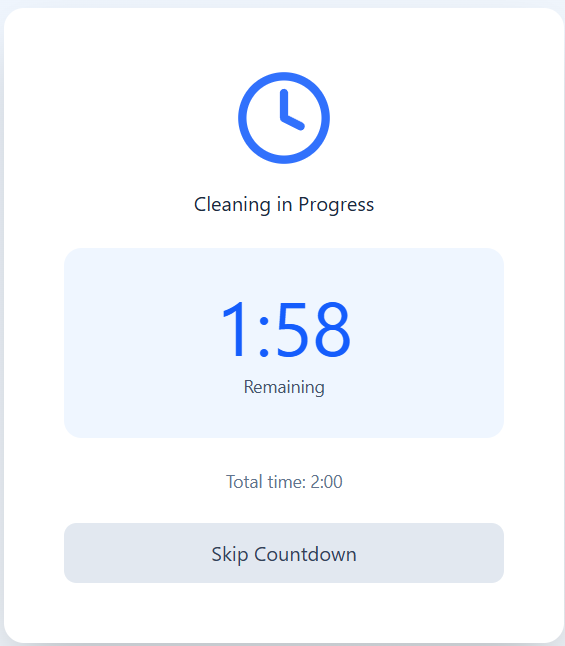 Cleaning in Progress
1:58
Remaining
Total time: 2:00
Skip Countdown